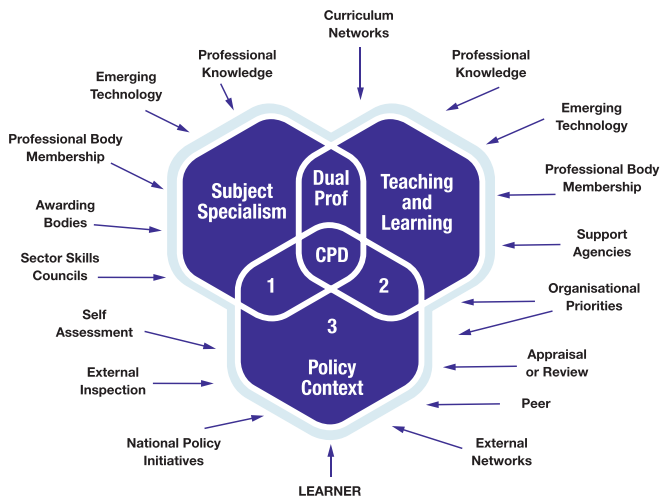 Curriculum
Networks
Professional
Knowledge
Professional
Knowledge
Emerging
Technology
Emerging
Technology
Professional Body
Membership
Professional Body
Membership
Awarding
Bodies
Support
Agencies
Sector Skills
Councils
Organisational
Priorities
Self
Assessment
Appraisal
or Review
External
Inspection
Peer
National Policy
Initiatives
External
Networks
LEARNER
Subject
Specialism
Dual
Prof
Teaching
and
Learning
CPD
1
2
3
Policy
Context